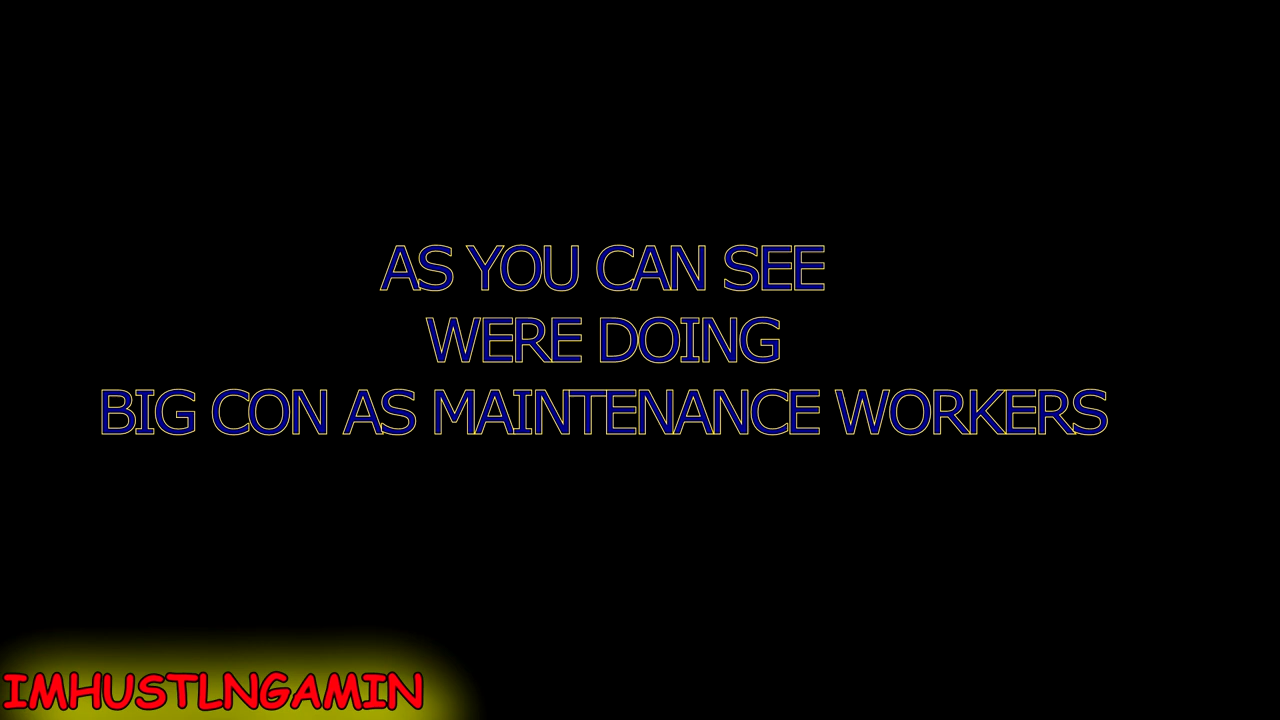 AS YOU CAN SEE
WERE DOING
BIG CON AS MAINTENANCE WORKERS
IMHUSTLNGAMIN